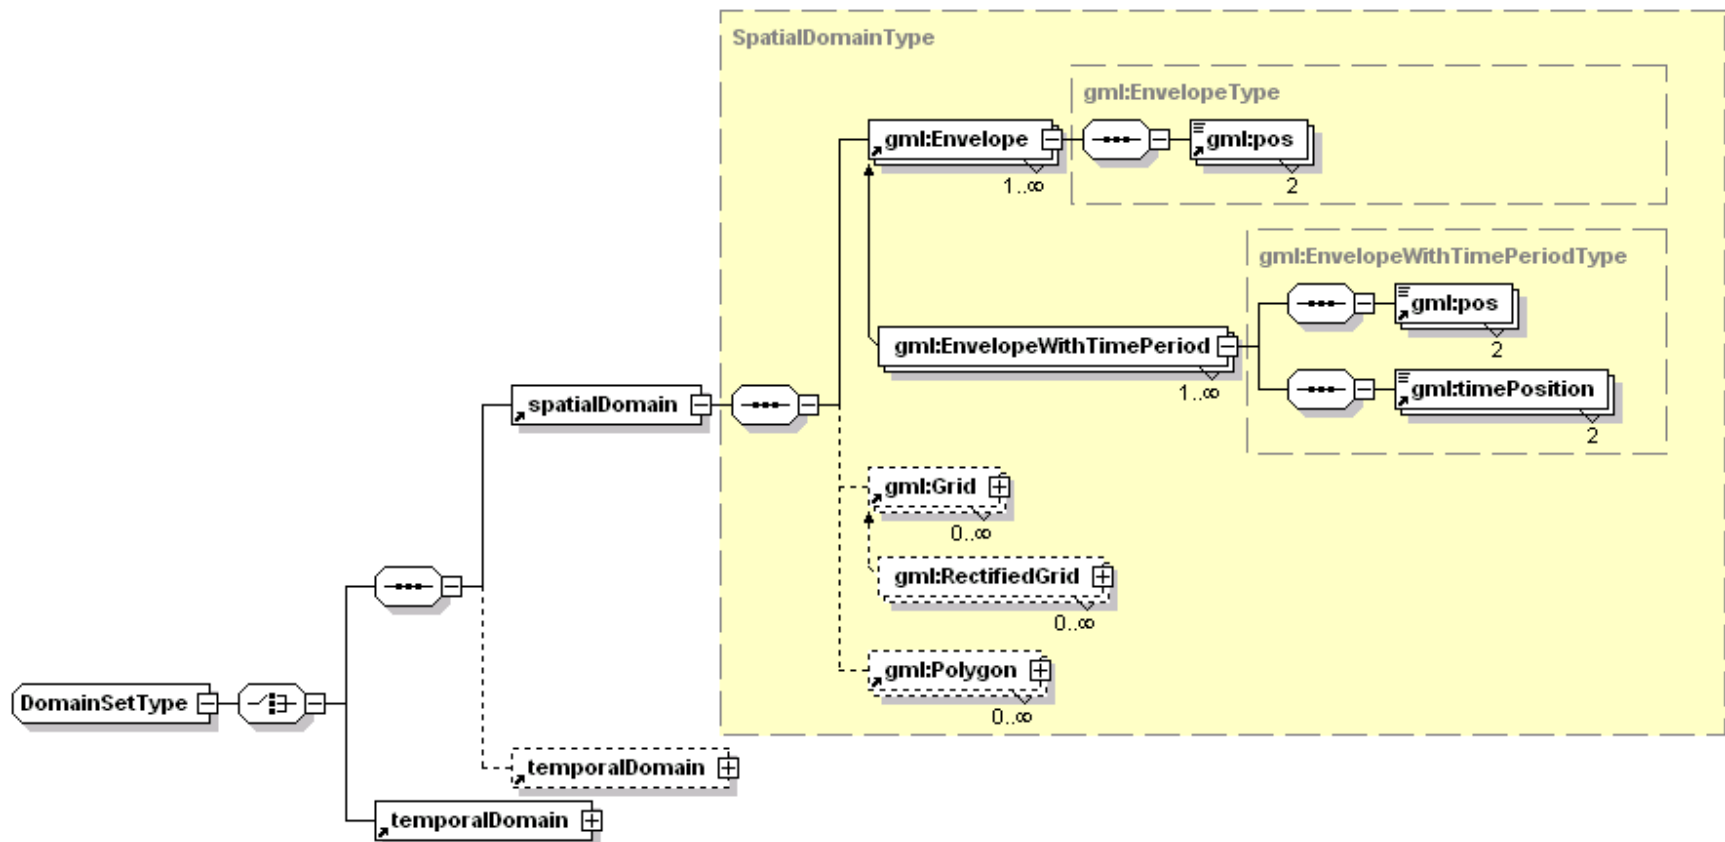 SpatialDomainType
gml:EnvelopeType
gml:Envelope
gml:pos
1..∞
2
gml:EnvelopeWithTimePeriodType
gml:pos
2
gml:EnvelopeWithTimePeriod
1..∞
gml:timePosition
2
spatialDomain
gml:Grid
0..∞
gml:RectifiedGrid
0..∞
gml:Polygon
0..∞
DomainSetType
temporalDomain
temporalDomain